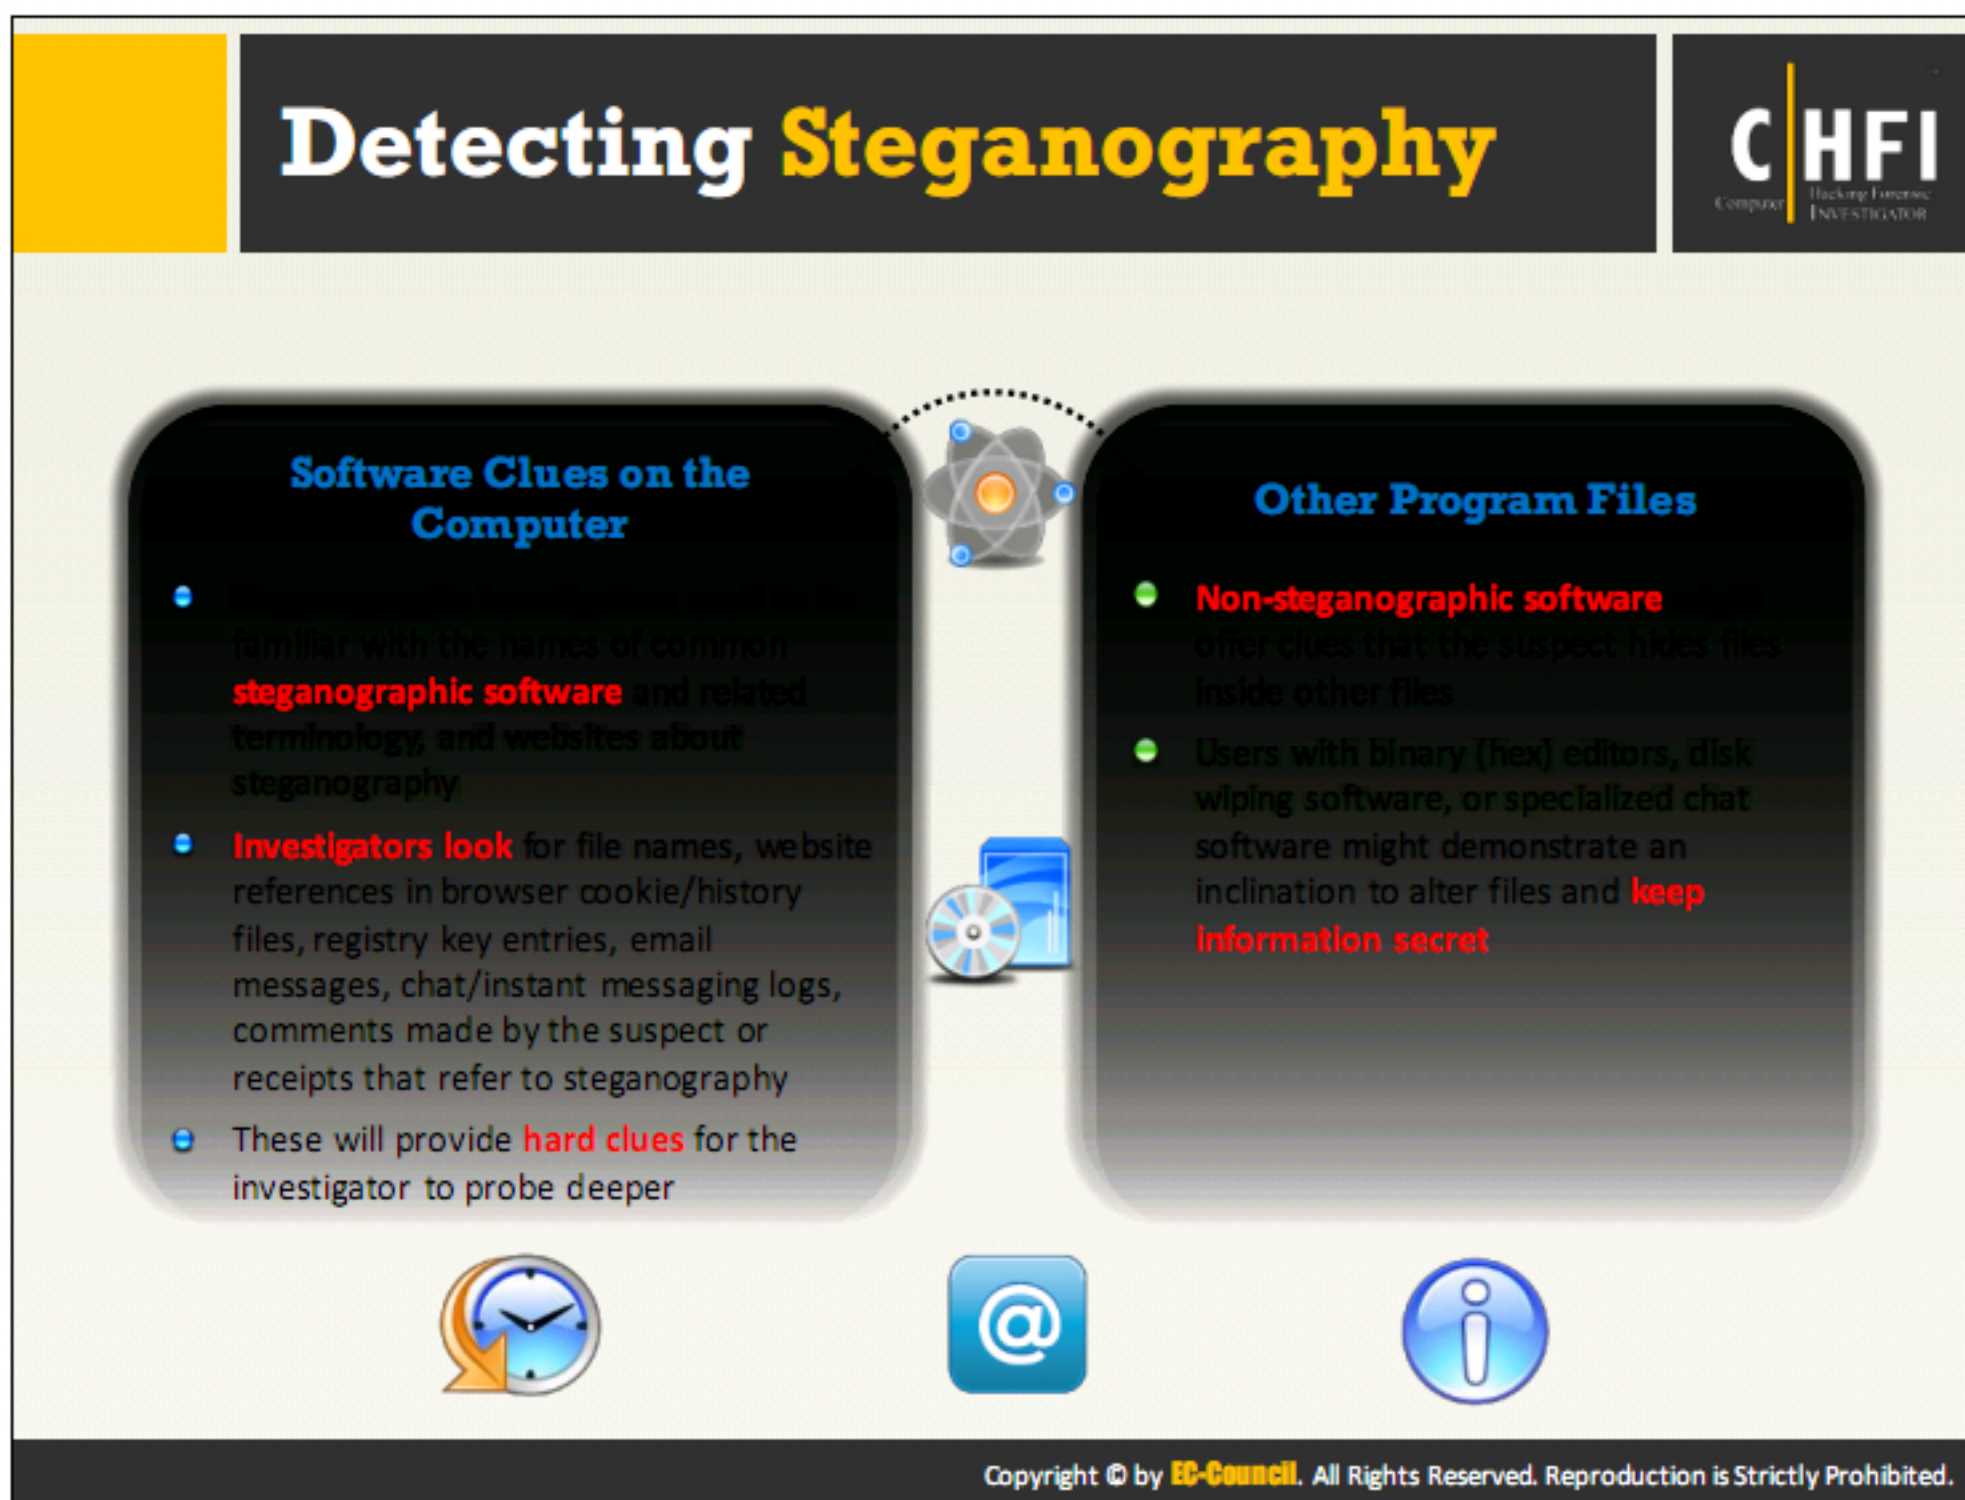 Detecting Steganography
C HFI
Computer
Hacking Forensic
INVESTIGATOR
Software Clues on the
Computer
familiar with the names of common
steganographic software and related
terminology, and websites about
steganography
Investigators look for file names, website
references in browser cookie/history
files, registry key entries, email
messages, chat/instant messaging logs,
comments made by the suspect or
receipts that refer to steganography
These will provide hard clues for the
investigator to probe deeper
Other Program Files
Non-steganographic software
offer clues that the suspect hides files
inside other files
Users with binary (hex) editors, disk
wiping software, or specialized chat
software might demonstrate an
inclination to alter files and keep
information secret
@
Copyright © by EC-Council. All Rights Reserved. Reproduction is Strictly Prohibited.